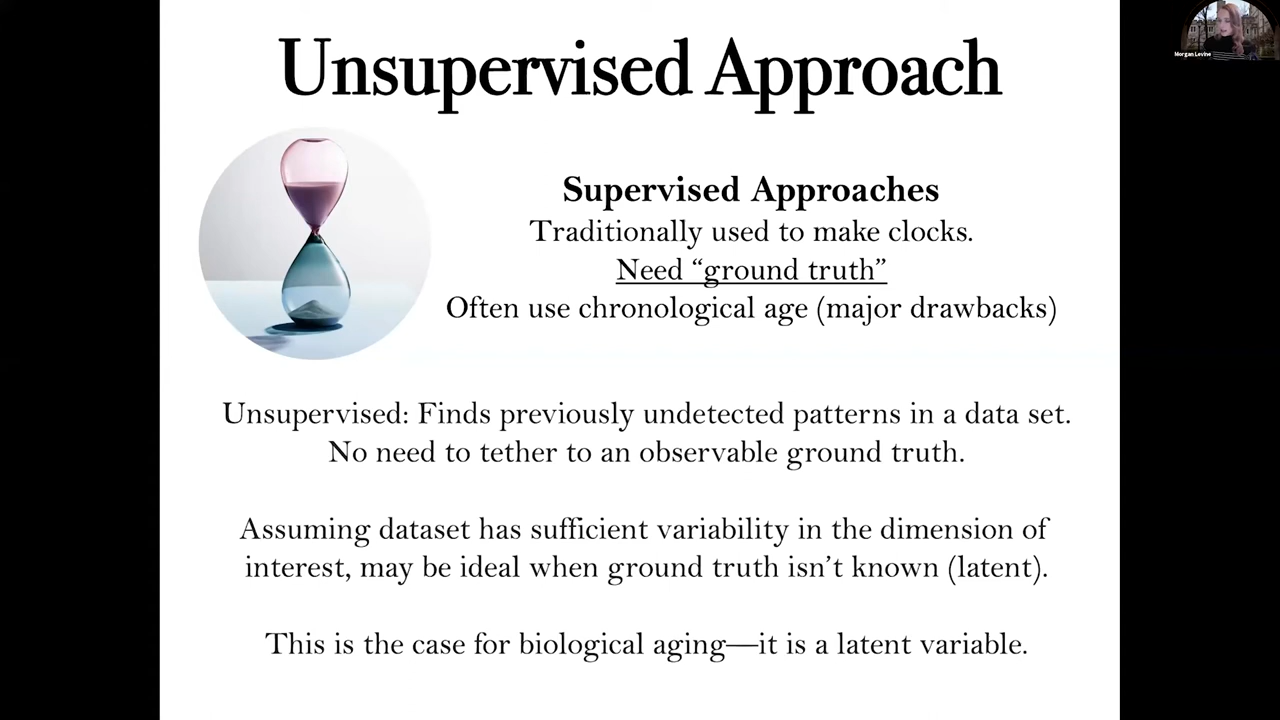 Unsupervised Approach
Morgan Levine
Supervised Approaches
Traditionally used to make clocks.
Need “ground truth”
Often use chronological age (major drawbacks)
Unsupervised: Finds previously undetected patterns in a data set.
No need to tether to an observable ground truth.
Assuming dataset has sufficient variability in the dimension of
interest, may be ideal when ground truth isn’t known (latent).
This is the case for biological aging—it is a latent variable.